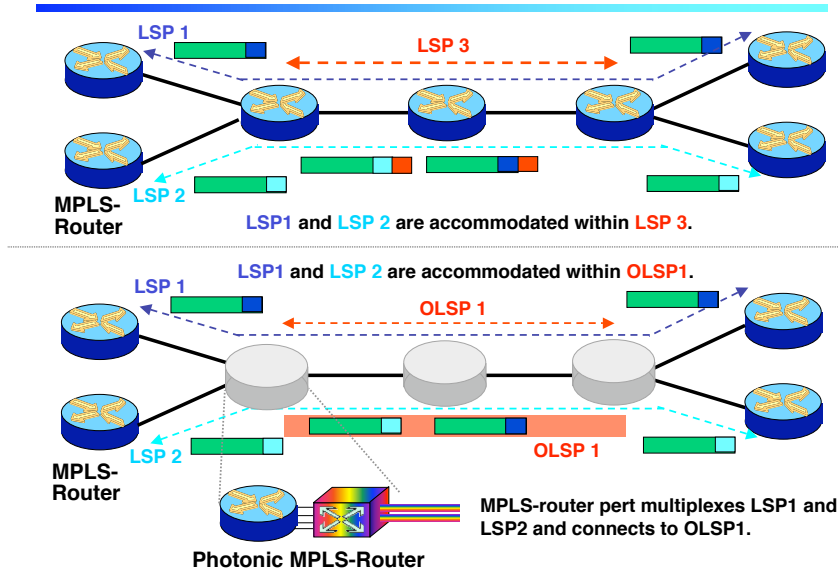 LSP 1
LSP 3
LSP 2
MPLS-
Router
LSP1 and LSP 2 are accommodated within LSP 3.
LSP1 and LSP 2 are accommodated within OLSP1.
LSP 1
OLSP 1
LSP 2
OLSP 1
MPLS-
Router
MPLS-router pert multiplexes LSP1 and
LSP2 and connects to OLSP1.
Photonic MPLS-Router